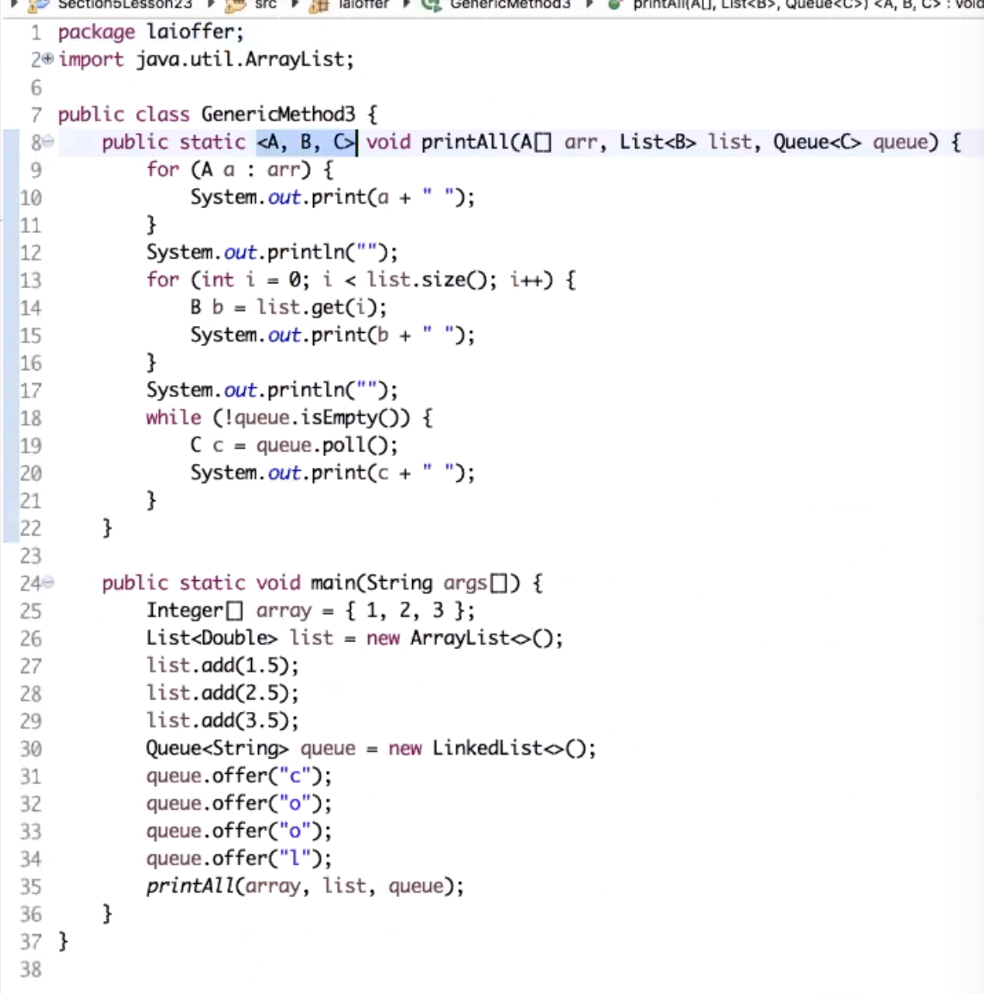 Section5Lesson23 src laioffer GenericMethod3 printAll(A[], List<B>, Queue<C>) <A, B, C> : void
1 package laioffer;
2 import java.util.ArrayList;
6
7 public class GenericMethod3 {
8 public static <A, B, C> void printAll(A[] arr, List<B> list, Queue<C> queue) {
9 for (A a : arr) {
10 System.out.print(a + " ");
11 }
12 System.out.println("");
13 for (int i = 0; i < list.size(); i++) {
14 B b = list.get(i);
15 System.out.print(b + " ");
16 }
17 System.out.println("");
18 while (!queue.isEmpty()) {
19 C c = queue.poll();
20 System.out.print(c + " ");
21 }
22 }
23
24 public static void main(String args[]) {
25 Integer[] array = { 1, 2, 3 };
26 List<Double> list = new ArrayList<>();
27 list.add(1.5);
28 list.add(2.5);
29 list.add(3.5);
30 Queue<String> queue = new LinkedList<>();
31 queue.offer("c");
32 queue.offer("o");
33 queue.offer("o");
34 queue.offer("l");
35 printAll(array, list, queue);
36 }
37 }
38